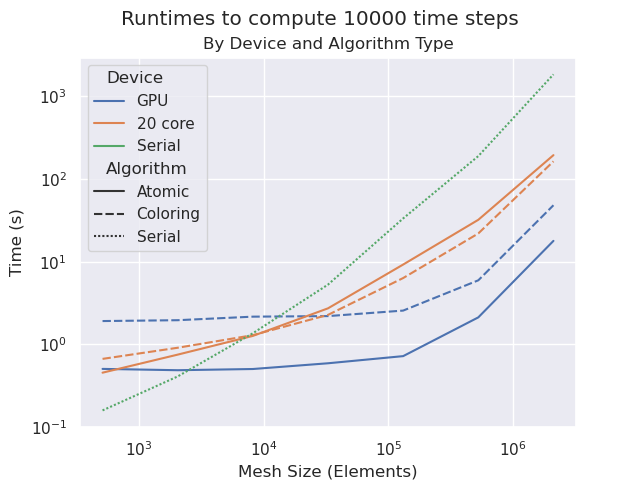 Runtimes to compute 10000 time steps
By Device and Algorithm Type
Device
GPU
20 core
Serial
Algorithm
Atomic
Coloring
Serial
Time (s)
10³
10²
10¹
10⁰
10⁻¹
10³ 10⁴ 10⁵ 10⁶
Mesh Size (Elements)